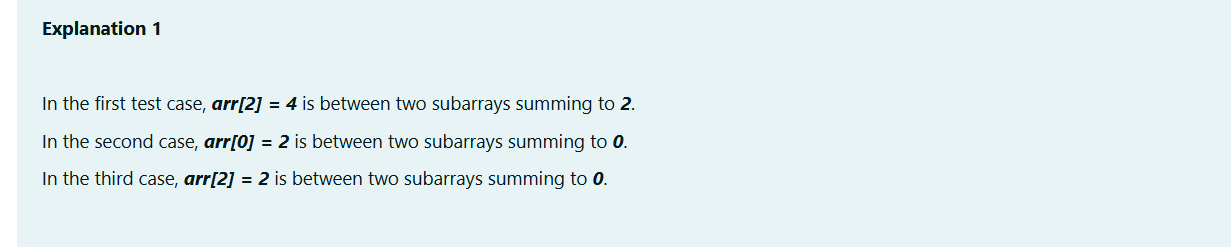 Explanation 1
In the first test case, arr[2] = 4 is between two subarrays summing to 2.
In the second case, arr[0] = 2 is between two subarrays summing to 0.
In the third case, arr[2] = 2 is between two subarrays summing to 0.